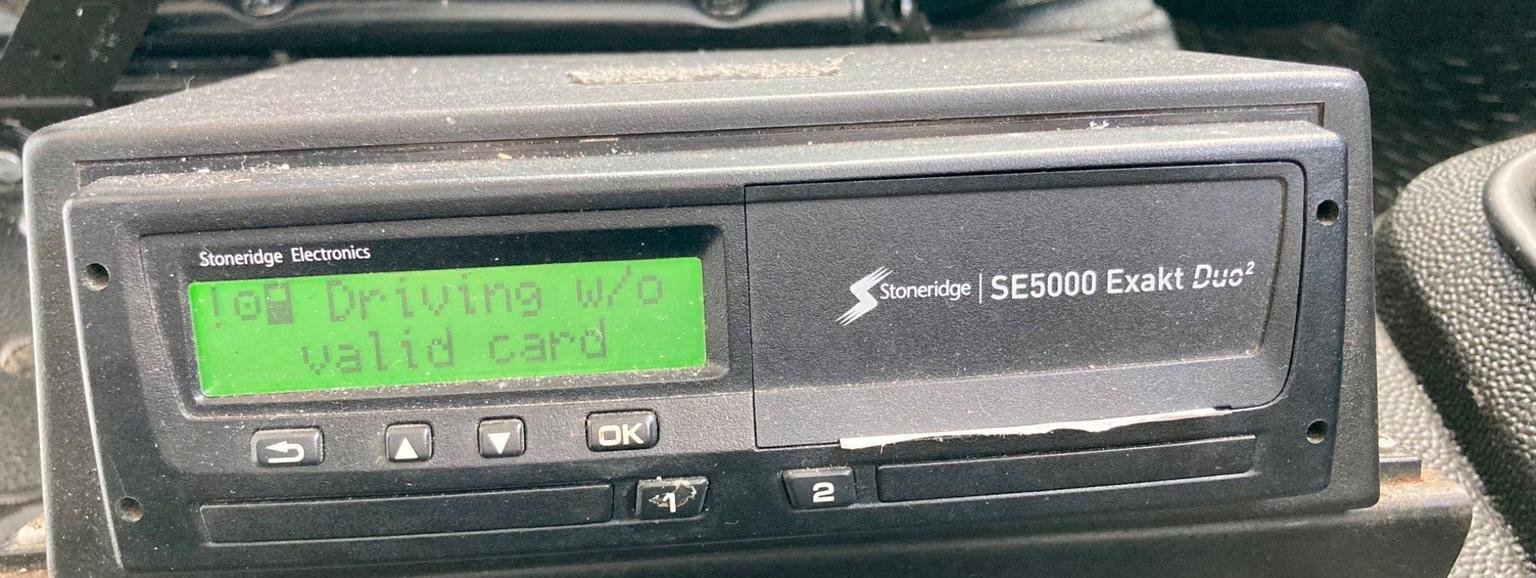 Stoneridge Electronics
! Driving w/o
valid card
Stoneridge | SE5000 Exakt Duo²
OK
1
2